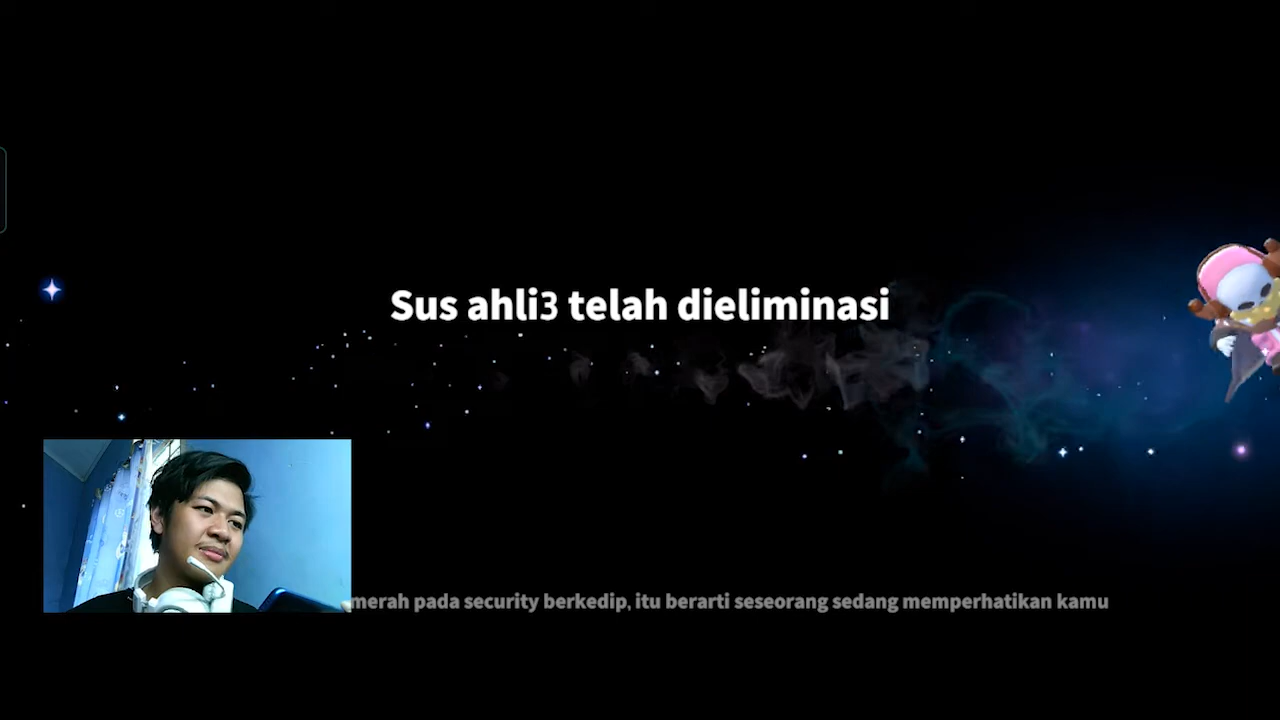 Sus ahli3 telah dieliminasi
merah pada security berkedip, itu berarti seseorang sedang memperhatikan kamu